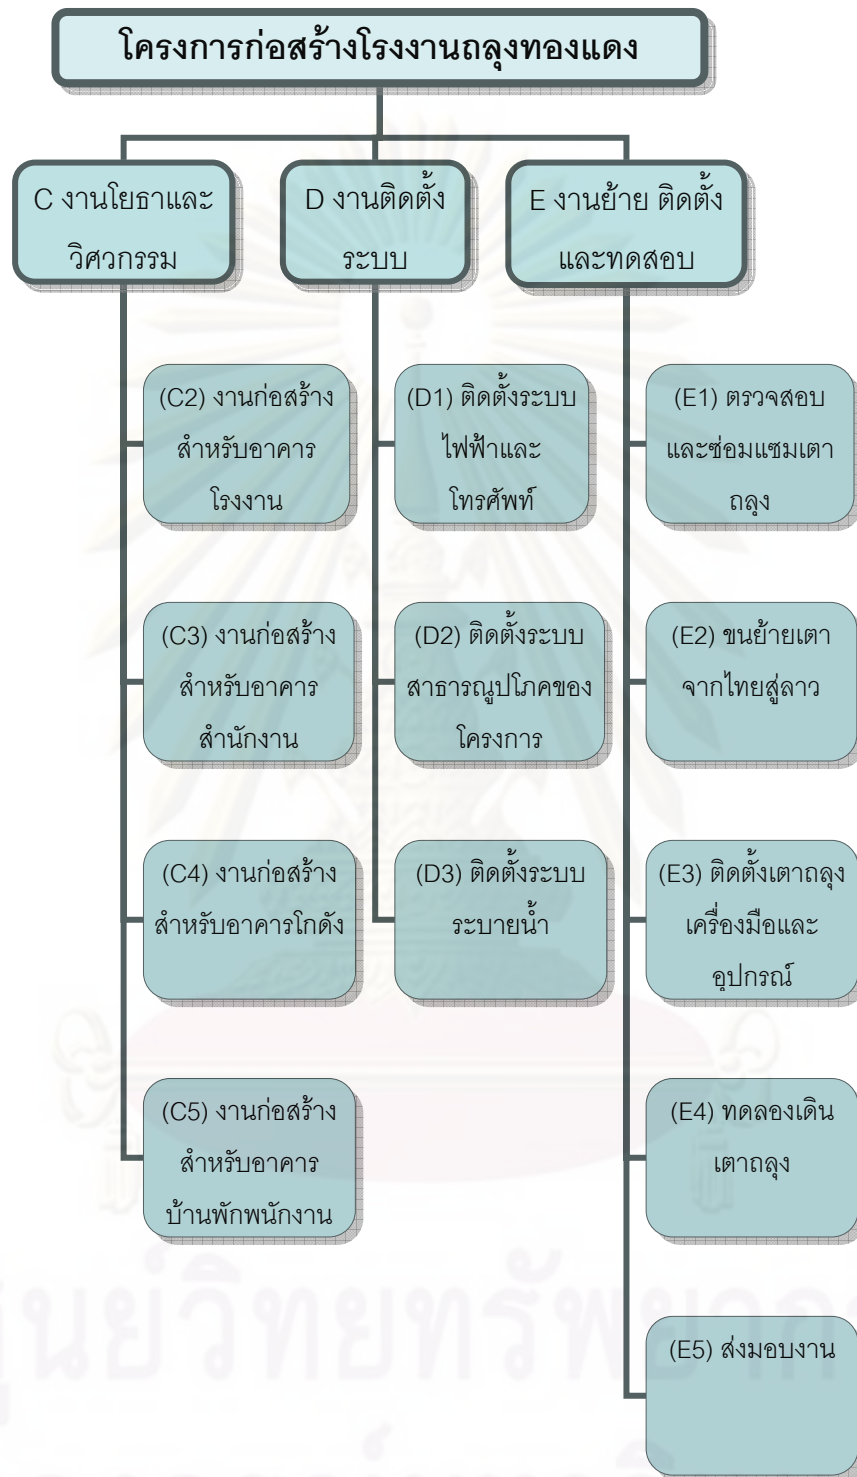 โครงการก่อสร้างโรงงานถลุงทองแดง
C งานโยธาและ
วิศวกรรม
D งานติดตั้ง
ระบบ
E งานย้าย ติดตั้ง
และทดสอบ
(C2) งานก่อสร้าง
สำหรับอาคาร
โรงงาน
(D1) ติดตั้งระบบ
ไฟฟ้าและ
โทรศัพท์
(E1) ตรวจสอบ
และซ่อมแซมเตา
ถลุง
(C3) งานก่อสร้าง
สำหรับอาคาร
สำนักงาน
(D2) ติดตั้งระบบ
สาธารณูปโภคของ
โครงการ
(E2) ขนย้ายเตา
จากไทยสู่ลาว
(C4) งานก่อสร้าง
สำหรับอาคารโกดัง
(D3) ติดตั้งระบบ
ระบายน้ำ
(E3) ติดตั้งเตาถลุง
เครื่องมือและ
อุปกรณ์
(C5) งานก่อสร้าง
สำหรับอาคาร
บ้านพักพนักงาน
(E4) ทดลองเดิน
เตาถลุง
(E5) ส่งมอบงาน